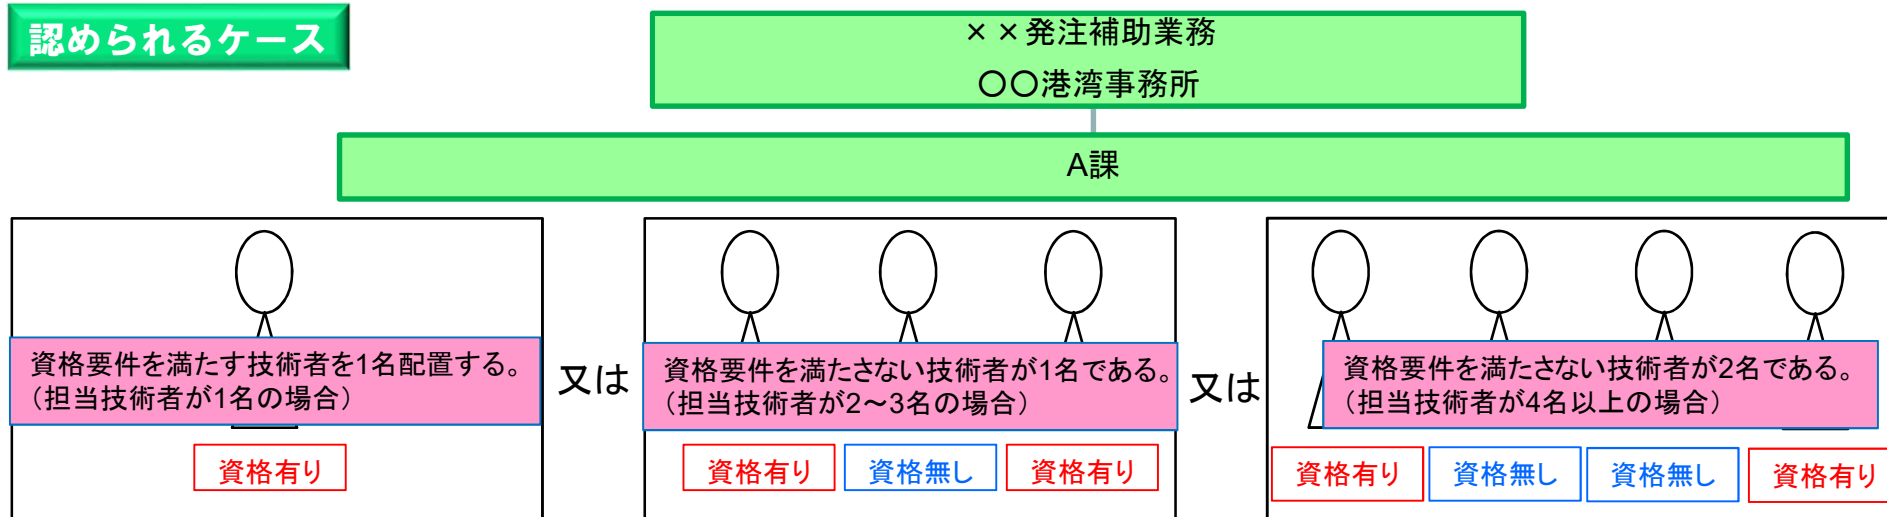 認められるケース
××発注補助業務
〇〇港湾事務所
A課
資格要件を満たす技術者を1名配置する。
（担当技術者が1名の場合）
資格有り
又は
資格要件を満たさない技術者が1名である。
（担当技術者が2～3名の場合）
資格有り
資格無し
資格有り
又は
資格要件を満たさない技術者が2名である。
（担当技術者が4名以上の場合）
資格有り
資格無し
資格無し
資格有り